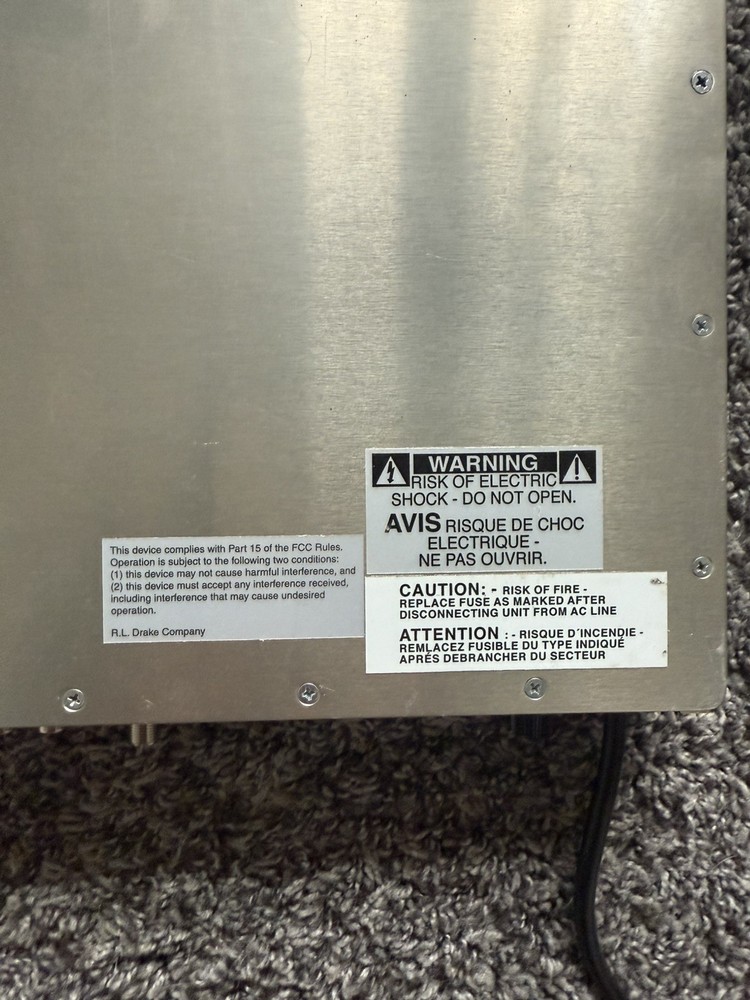 WARNING
RISK OF ELECTRIC
SHOCK - DO NOT OPEN.
AVIS RISQUE DE CHOC
ELECTRIQUE -
NE PAS OUVRIR.
This device complies with Part 15 of the FCC Rules.
Operation is subject to the following two conditions:
(1) this device may not cause harmful interference, and
(2) this device must accept any interference received,
including interference that may cause undesired
operation.
R.L. Drake Company
CAUTION: - RISK OF FIRE -
REPLACE FUSE AS MARKED AFTER
DISCONNECTING UNIT FROM AC LINE
ATTENTION : - RISQUE D'INCENDIE -
REMLACEZ FUSIBLE DU TYPE INDIQUÉ
APRÉS DEBRANCHER DU SECTEUR